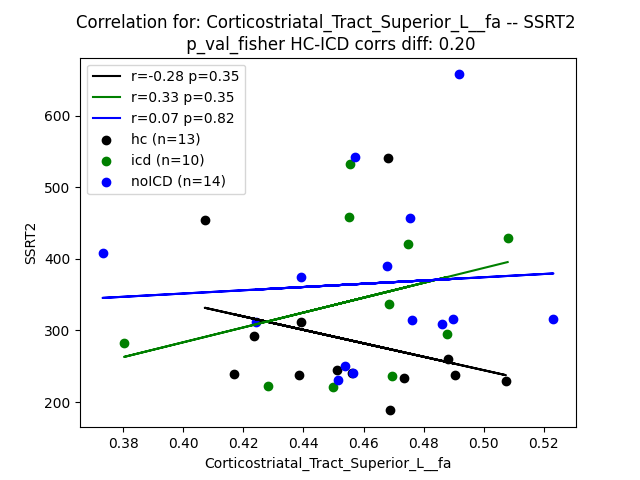 Correlation for: Corticostriatal_Tract_Superior_L__fa -- SSRT2
p_val_fisher HC-ICD corrs diff: 0.20
r=-0.28 p=0.35
r=0.33 p=0.35
r=0.07 p=0.82
hc (n=13)
icd (n=10)
noICD (n=14)
600
500
400
300
200
SSRT2
0.38 0.40 0.42 0.44 0.46 0.48 0.50 0.52
Corticostriatal_Tract_Superior_L__fa